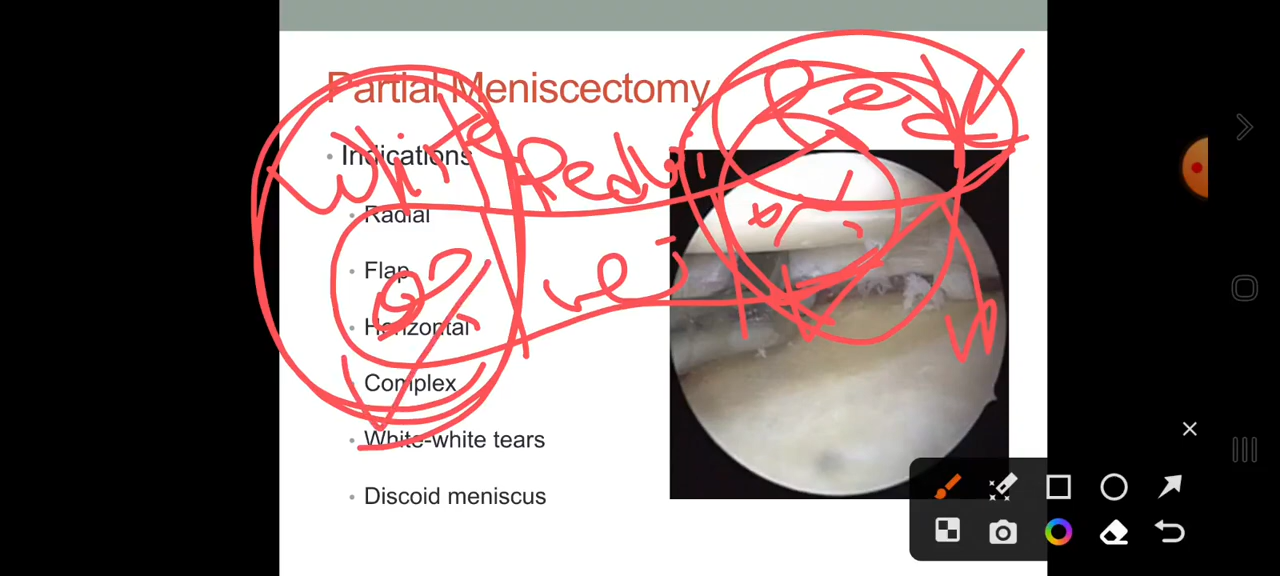 Partial Meniscectomy
Red
White Red
• Indications
• Radial
• Flap
• Horizontal
• Complex
• White-white tears
• Discoid meniscus